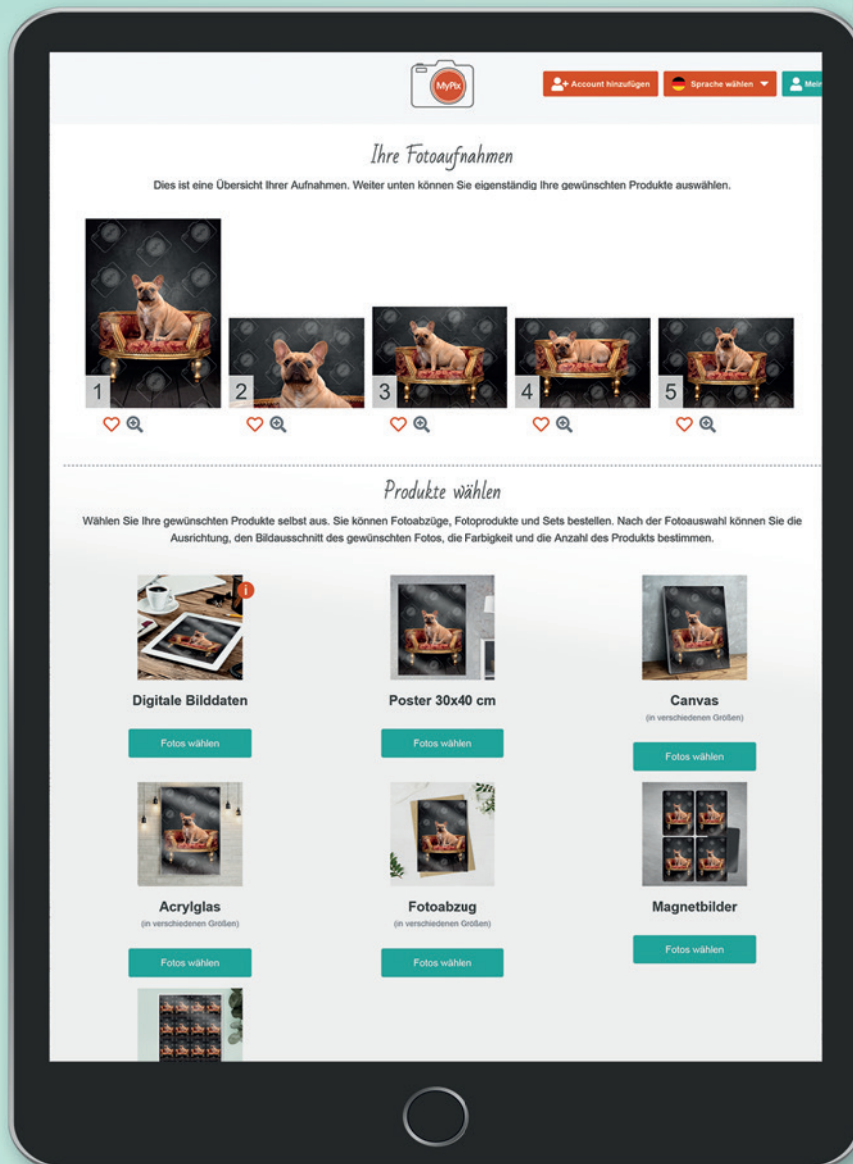 MyPix
Account hinzufügen
Sprache wählen
Mein
Ihre Fotoaufnahmen
Dies ist eine Übersicht Ihrer Aufnahmen. Weiter unten können Sie eigenständig Ihre gewünschten Produkte auswählen.
1
2
3
4
5
Produkte wählen
Wählen Sie Ihre gewünschten Produkte selbst aus. Sie können Fotoabzüge, Fotoprodukte und Sets bestellen. Nach der Fotoauswahl können Sie die
Ausrichtung, den Bildausschnitt des gewünschten Fotos, die Farbigkeit und die Anzahl des Produkts bestimmen.
i
Digitale Bilddaten
Fotos wählen
Poster 30x40 cm
Fotos wählen
Canvas
(in verschiedenen Größen)
Fotos wählen
Acrylglas
(in verschiedenen Größen)
Fotos wählen
Fotoabzug
(in verschiedenen Größen)
Fotos wählen
Magnetbilder
Fotos wählen